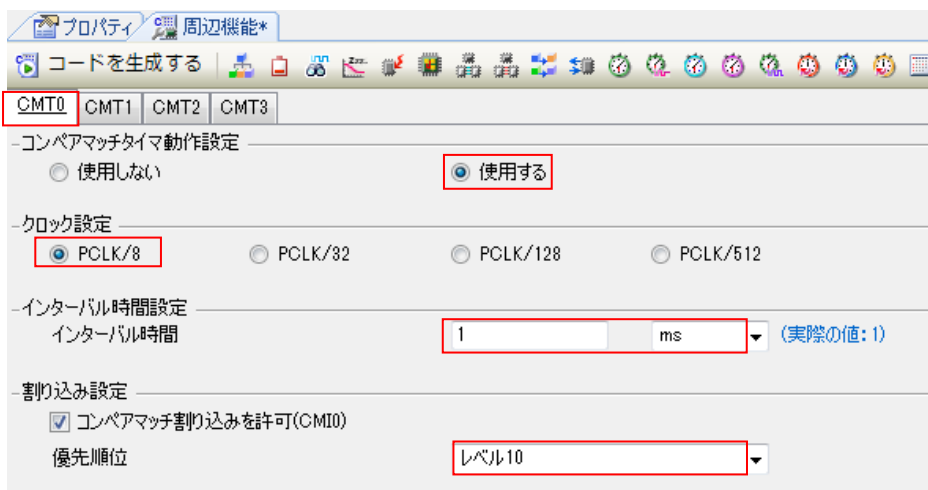 プロパティ 周辺機能*
コードを生成する
CMT0 CMT1 CMT2 CMT3
コンペアマッチタイマ動作設定
使用しない 使用する
クロック設定
PCLK/8 PCLK/32 PCLK/128 PCLK/512
インターバル時間設定
インターバル時間 1 ms (実際の値: 1)
割り込み設定
コンペアマッチ割り込みを許可(CMI0)
優先順位 レベル10